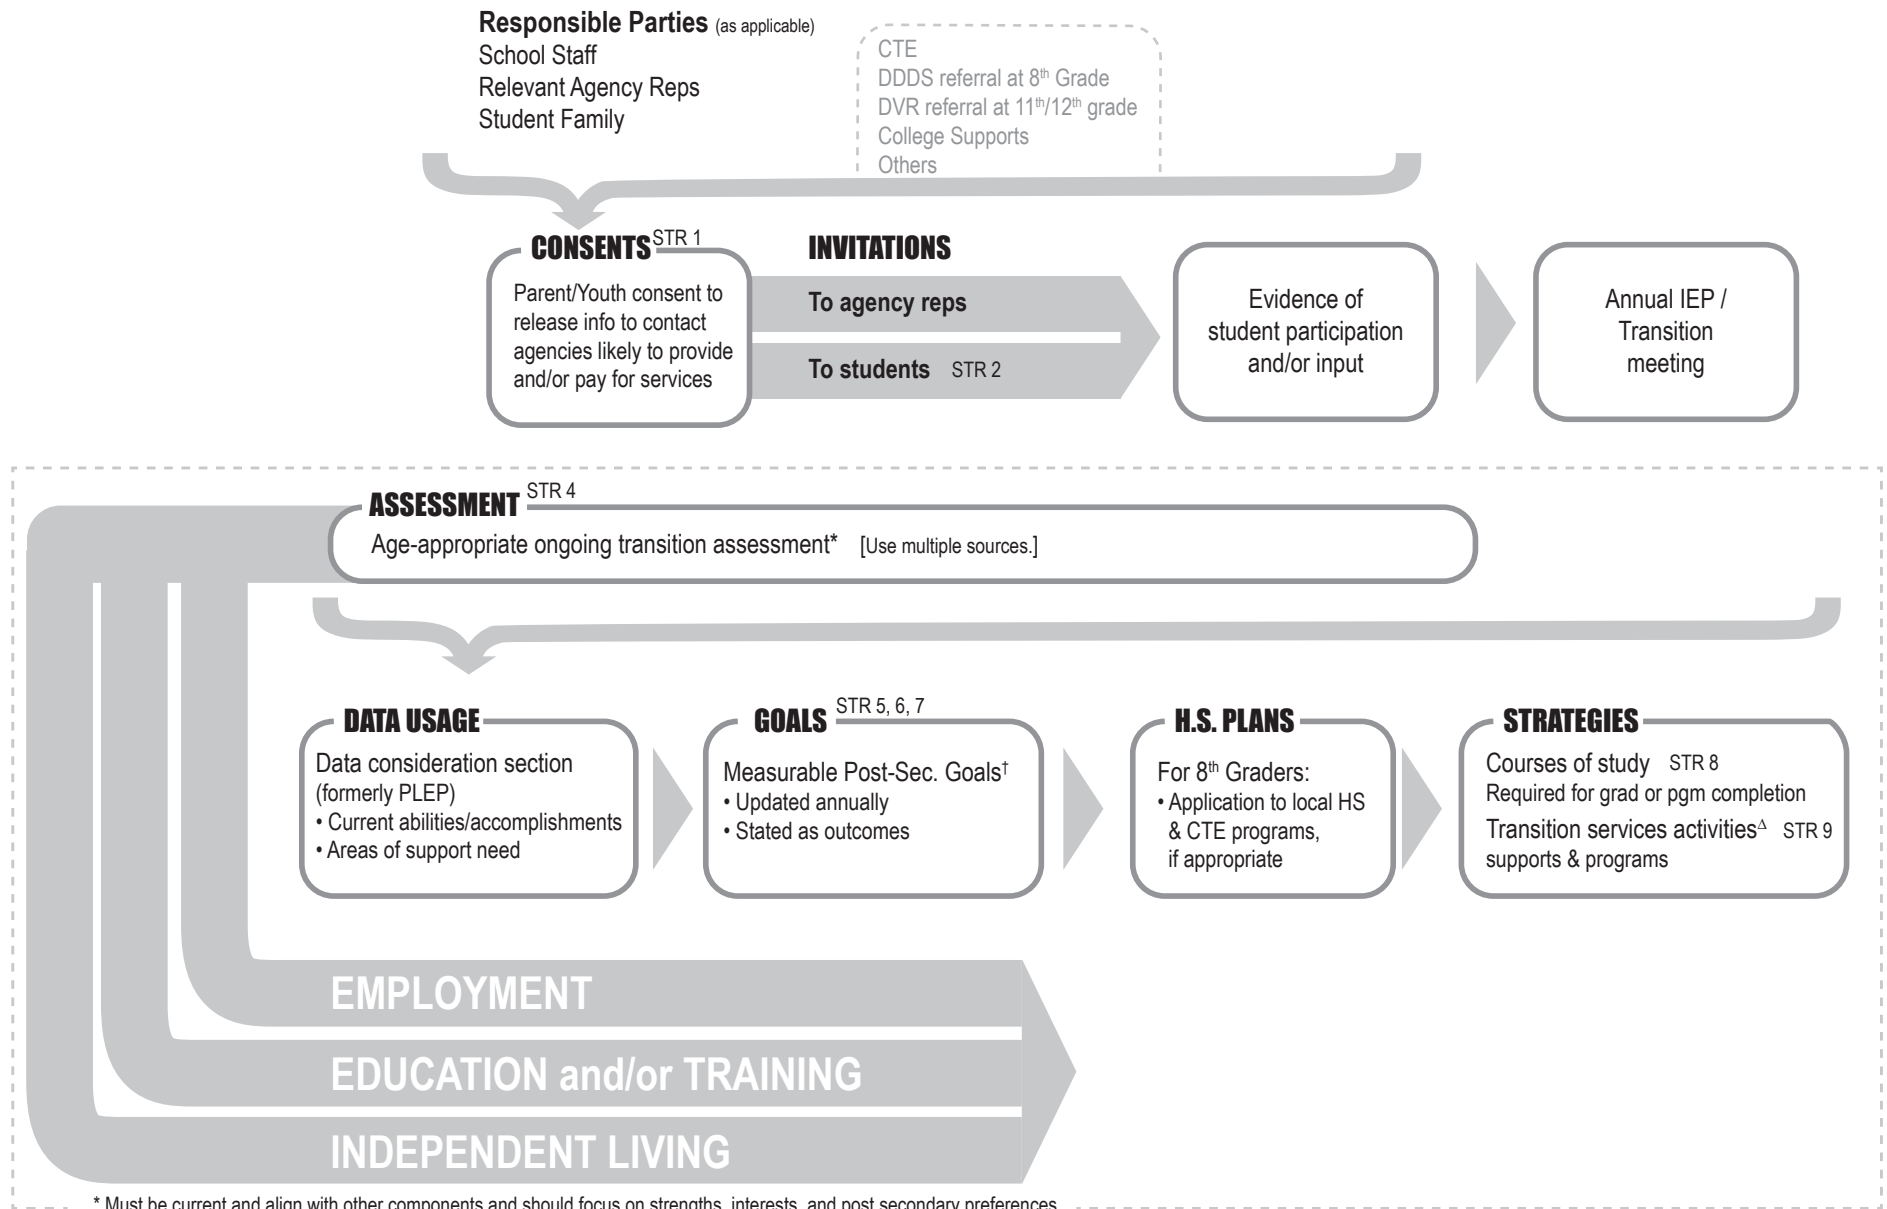 Responsible Parties (as applicable)
School Staff
Relevant Agency Reps
Student Family
CTE
DDDS referral at 8th Grade
DVR referral at 11th/12th grade
College Supports
Others
CONSENTS STR 1
Parent/Youth consent to
release info to contact
agencies likely to provide
and/or pay for services
INVITATIONS
To agency reps
To students STR 2
Evidence of
student participation
and/or input
Annual IEP /
Transition
meeting
ASSESSMENT STR 4
Age-appropriate ongoing transition assessment* [Use multiple sources.]
DATA USAGE
Data consideration section
(formerly PLEP)
• Current abilities/accomplishments
• Areas of support need
GOALS STR 5, 6, 7
Measurable Post-Sec. Goals†
• Updated annually
• Stated as outcomes
H.S. PLANS
For 8th Graders:
• Application to local HS
& CTE programs,
if appropriate
STRATEGIES
Courses of study STR 8
Required for grad or pgm completion
Transition services activitiesΔ STR 9
supports & programs
EMPLOYMENT
EDUCATION and/or TRAINING
INDEPENDENT LIVING
* Must be current and align with other components and should focus on strengths, interests, and post secondary preferences